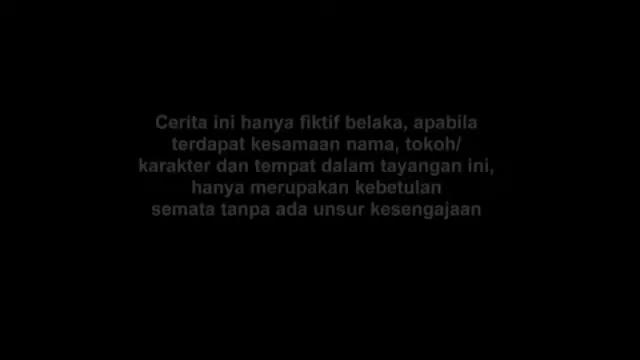 Cerita ini hanya fiktif belaka, apabila
terdapat kesamaan nama, tokoh/
karakter dan tempat dalam tayangan ini,
hanya merupakan kebetulan
semata tanpa ada unsur kesengajaan